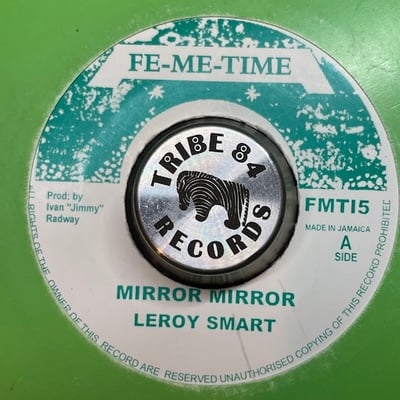 FE-ME-TIME
TRIBE 84
RECORDS
Prod: by
Ivan "Jimmy"
Radway
FMTI5
MADE IN JAMAICA
A
SIDE
MIRROR MIRROR
LEROY SMART
ALL RIGHTS OF THE OWNER OF THIS RECORD ARE RESERVED UNAUTHORISED COPYING OF THIS RECORD PROHIBITED